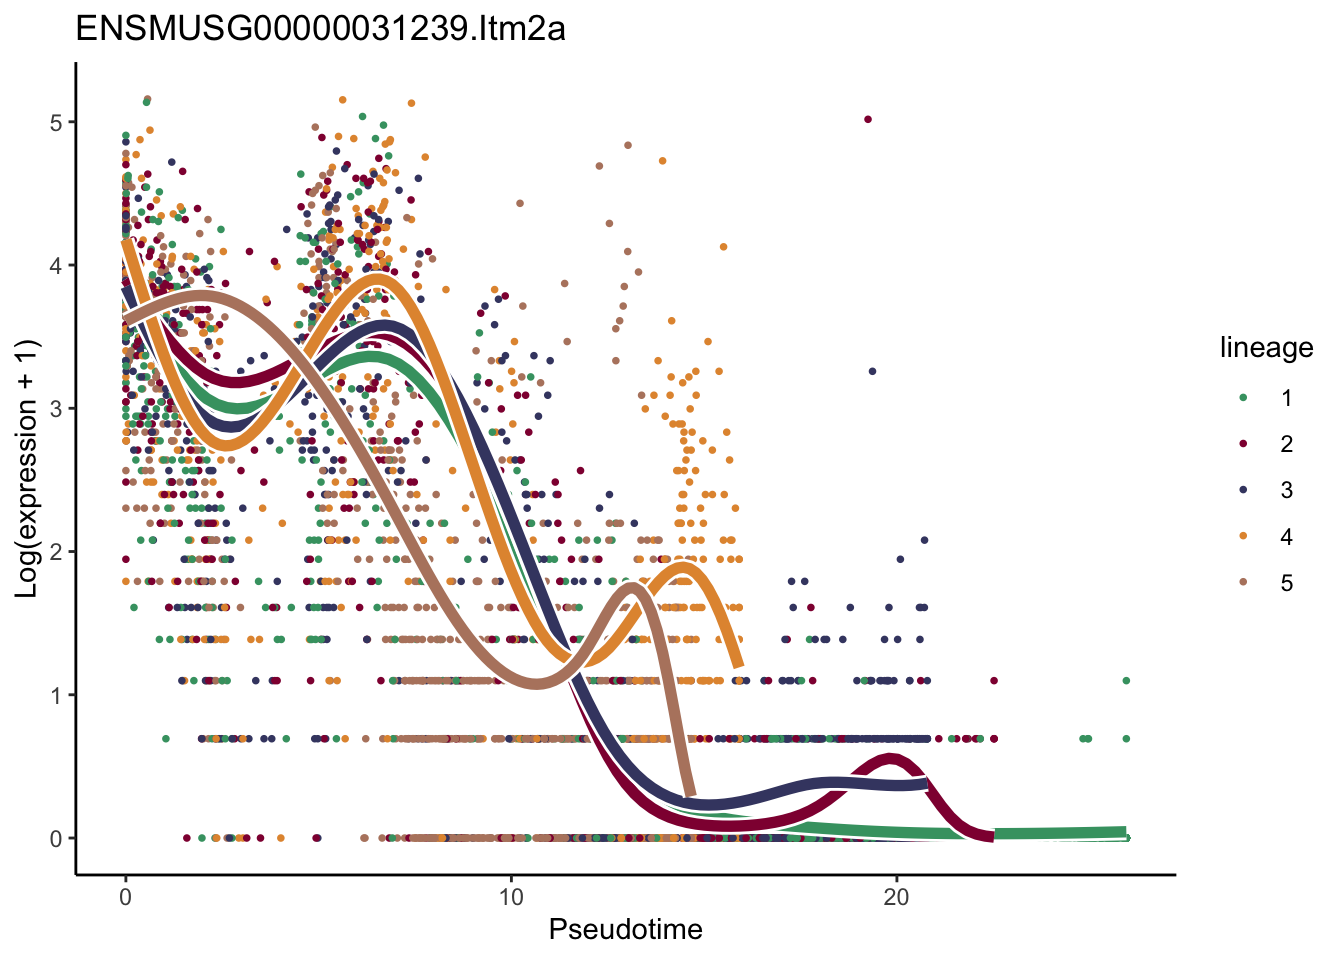 ENSMUSG00000031239.Itm2a
5
4
3
2
1
0
Log(expression + 1)
0 10 20
Pseudotime
lineage
1
2
3
4
5